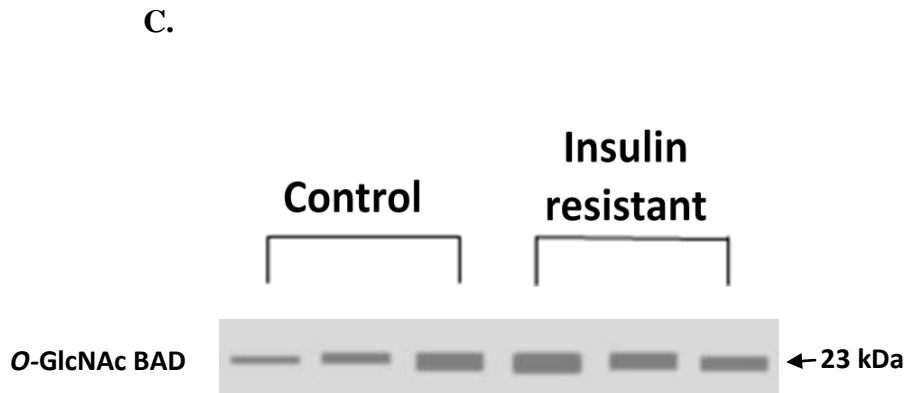 C.
Control
Insulin
resistant
O-GlcNAc BAD
23 kDa